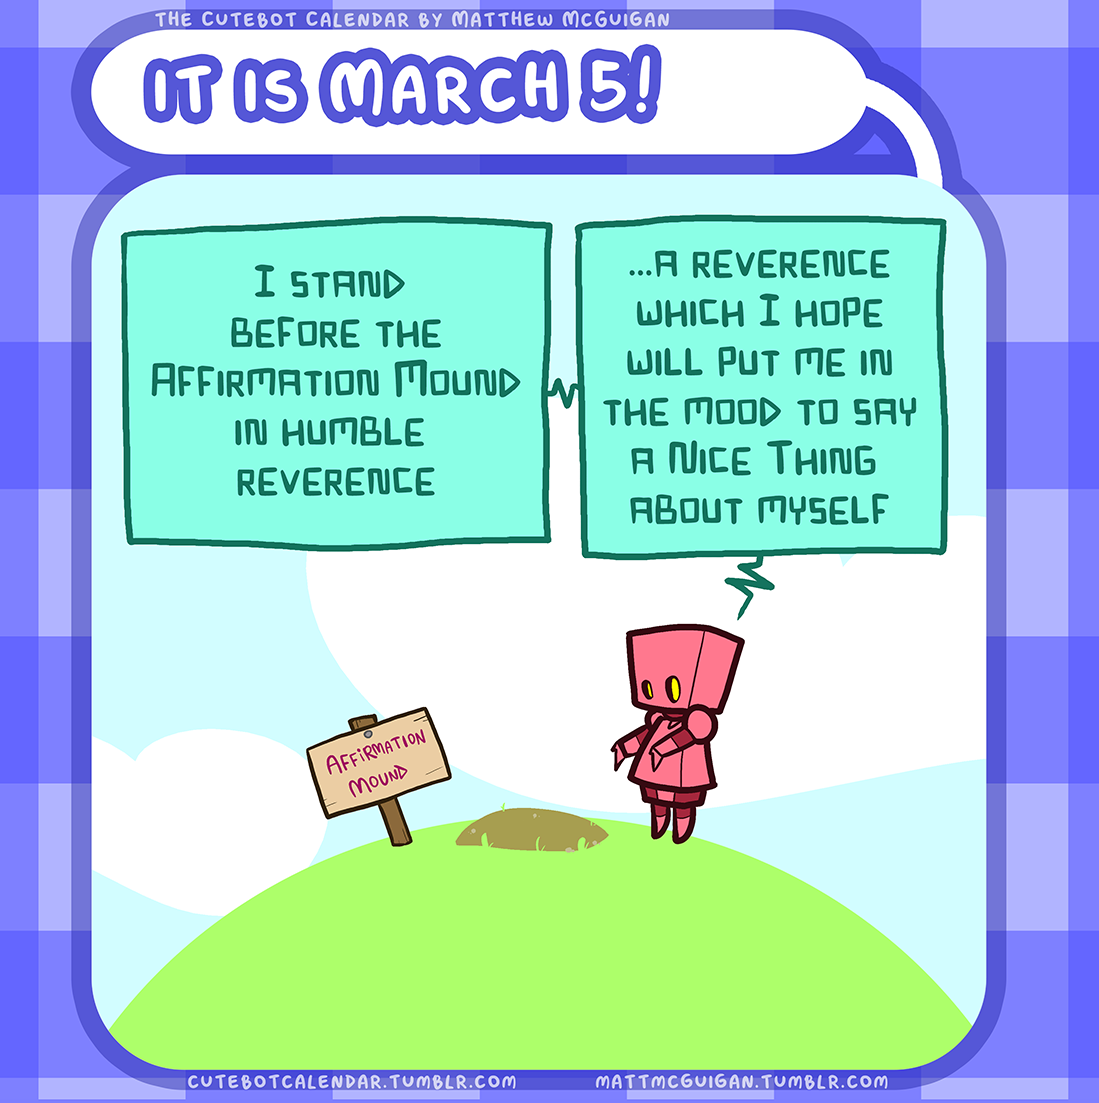 THE CUTEBOT CALENDAR BY MATTHEW MCGUIGAN
IT IS MARCH 5!
I STAND
BEFORE THE
AFFIRMATION MOUND
IN HUMBLE
REVERENCE
...A REVERENCE
WHICH I HOPE
WILL PUT ME IN
THE MOOD TO SAY
A NICE THING
ABOUT MYSELF
AFFIRMATION
MOUND
CUTEBOTCALENDAR.TUMBLR.COM
MATTMCGUIGAN.TUMBLR.COM